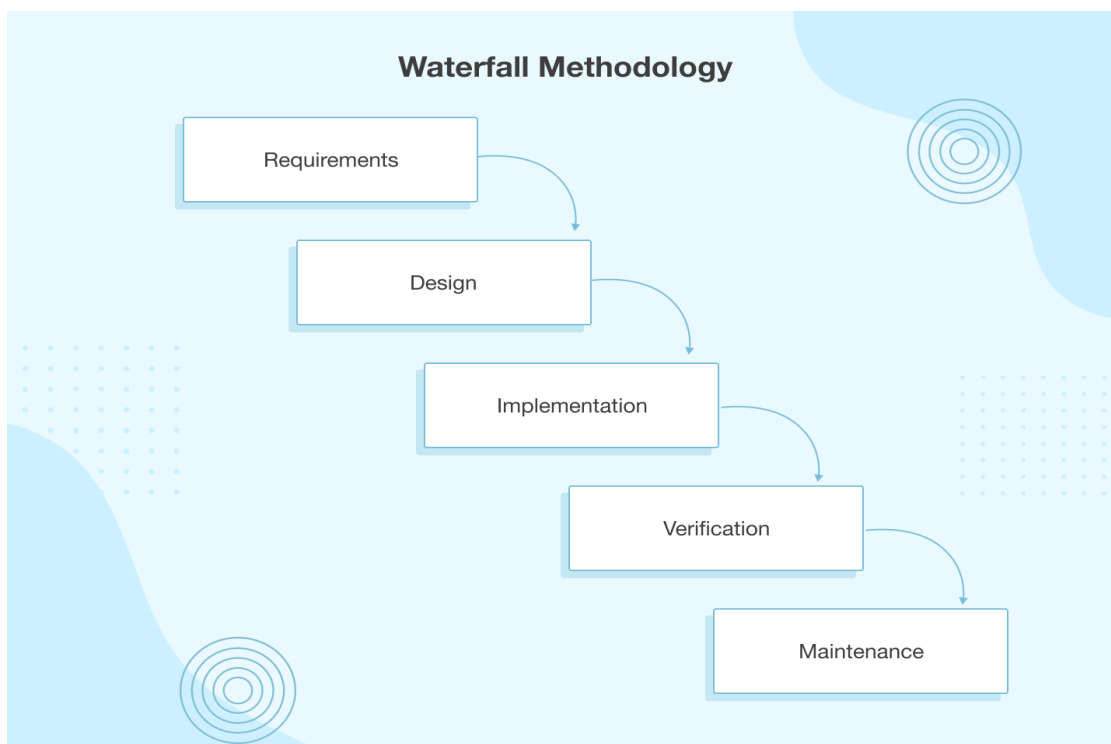 Waterfall Methodology
Requirements
Design
Implementation
Verification
Maintenance